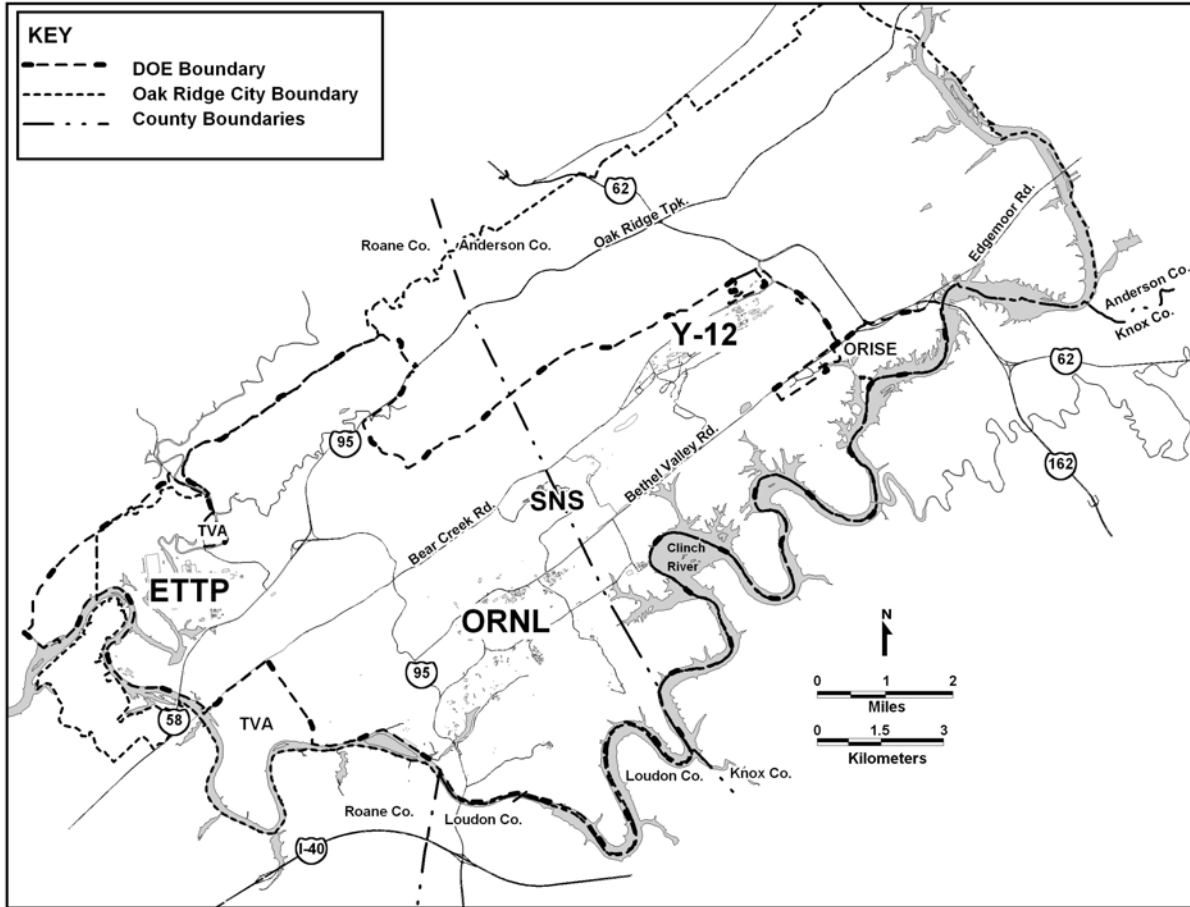 KEY
DOE Boundary
Oak Ridge City Boundary
County Boundaries
62
Oak Ridge Tpk.
Edgemoor Rd.
Roane Co.
Anderson Co.
Anderson Co.
Knox Co.
Y-12
ORISE
62
95
162
Bethel Valley Rd.
SNS
Bear Creek Rd.
TVA
Clinch
River
ETTP
ORNL
N
95
0 1 2
Miles
58
TVA
0 1.5 3
Kilometers
Loudon Co.
Knox Co.
Roane Co.
Loudon Co.
I-40